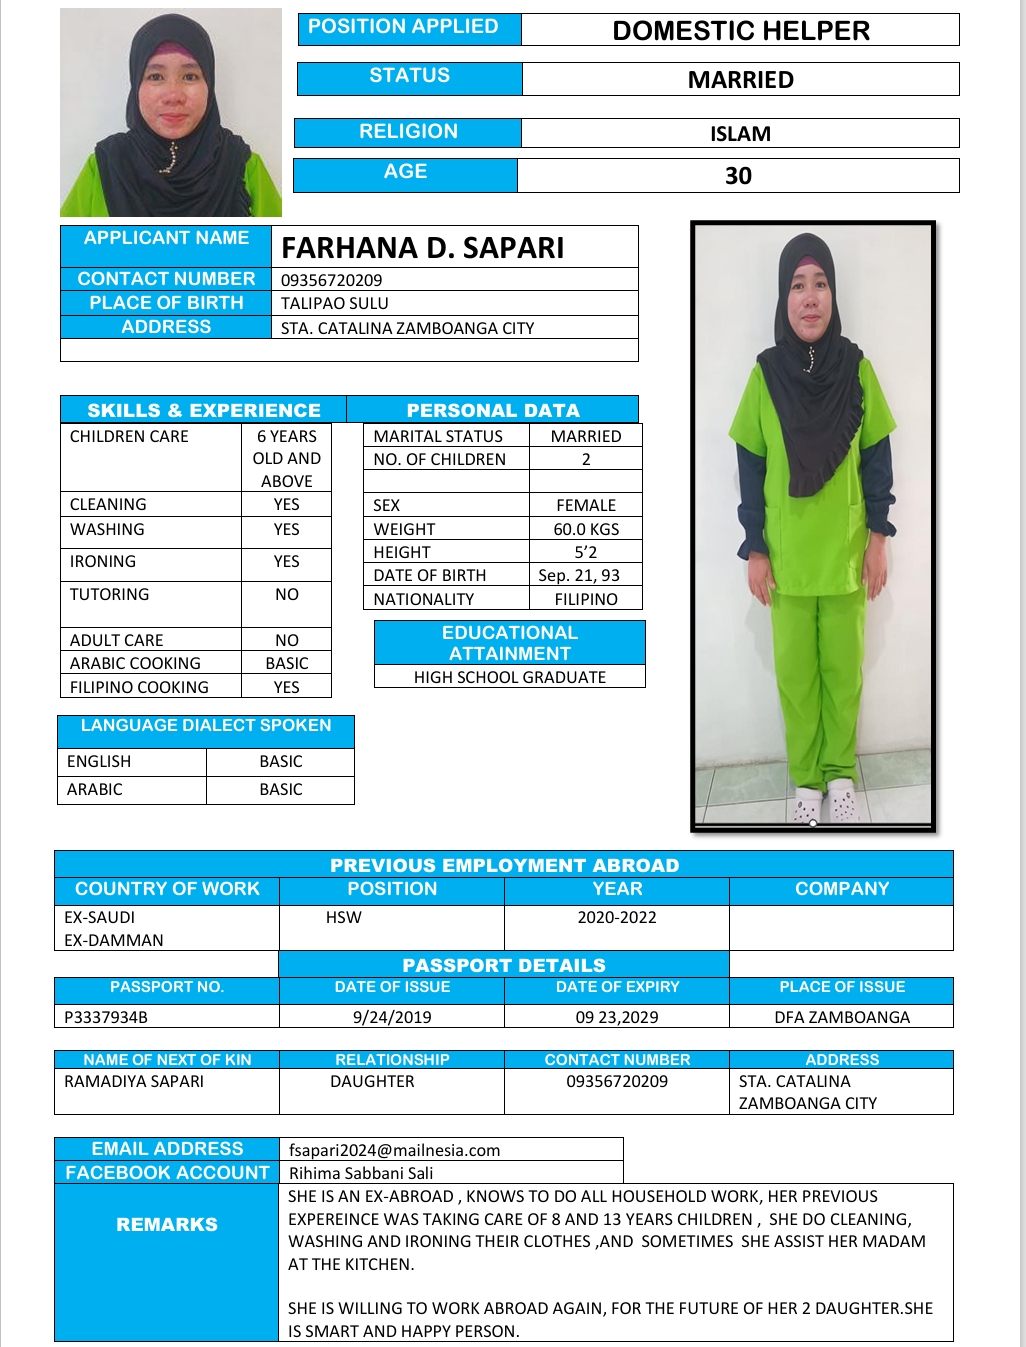 POSITION APPLIED DOMESTIC HELPER
STATUS MARRIED
RELIGION ISLAM
AGE 30
APPLICANT NAME FARHANA D. SAPARI
CONTACT NUMBER 09356720209
PLACE OF BIRTH TALIPAO SULU
ADDRESS STA. CATALINA ZAMBOANGA CITY
SKILLS & EXPERIENCE
CHILDREN CARE 6 YEARS
OLD AND
ABOVE
CLEANING YES
WASHING YES
IRONING YES
TUTORING NO
ADULT CARE NO
ARABIC COOKING BASIC
FILIPINO COOKING YES
PERSONAL DATA
MARITAL STATUS MARRIED
NO. OF CHILDREN 2
SEX FEMALE
WEIGHT 60.0 KGS
HEIGHT 5’2
DATE OF BIRTH Sep. 21, 93
NATIONALITY FILIPINO
EDUCATIONAL
ATTAINMENT
HIGH SCHOOL GRADUATE
LANGUAGE DIALECT SPOKEN
ENGLISH BASIC
ARABIC BASIC
PREVIOUS EMPLOYMENT ABROAD
COUNTRY OF WORK POSITION YEAR COMPANY
EX-SAUDI HSW 2020-2022
EX-DAMMAN
PASSPORT DETAILS
PASSPORT NO. DATE OF ISSUE DATE OF EXPIRY PLACE OF ISSUE
P3337934B 9/24/2019 09 23,2029 DFA ZAMBOANGA
NAME OF NEXT OF KIN RELATIONSHIP CONTACT NUMBER ADDRESS
RAMADIYA SAPARI DAUGHTER 09356720209 STA. CATALINA
ZAMBOANGA CITY
EMAIL ADDRESS fsapari2024@mailnesia.com
FACEBOOK ACCOUNT Rihima Sabbani Sali
REMARKS
SHE IS AN EX-ABROAD , KNOWS TO DO ALL HOUSEHOLD WORK, HER PREVIOUS
EXPEREINCE WAS TAKING CARE OF 8 AND 13 YEARS CHILDREN , SHE DO CLEANING,
WASHING AND IRONING THEIR CLOTHES ,AND SOMETIMES SHE ASSIST HER MADAM
AT THE KITCHEN.
SHE IS WILLING TO WORK ABROAD AGAIN, FOR THE FUTURE OF HER 2 DAUGHTER.SHE
IS SMART AND HAPPY PERSON.